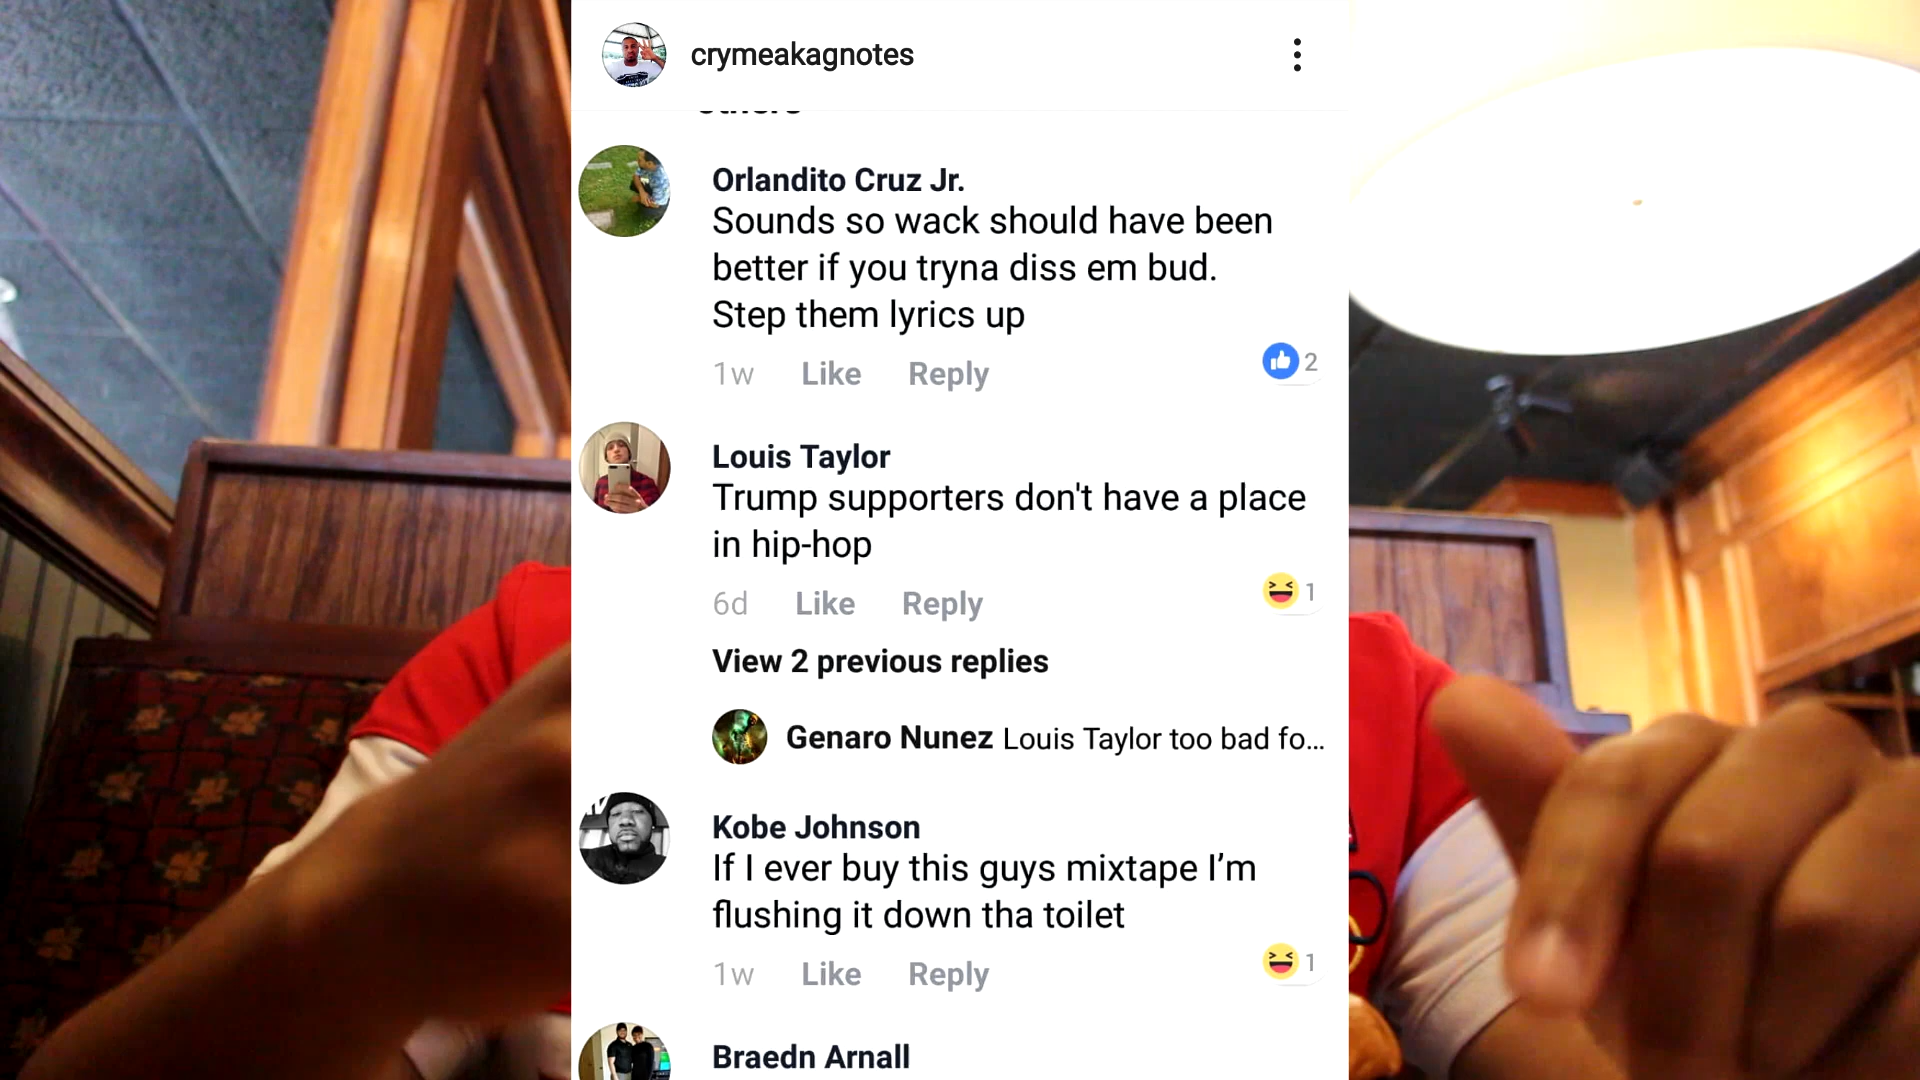 crymeakagnotes
others
Orlandito Cruz Jr.
Sounds so wack should have been
better if you tryna diss em bud.
Step them lyrics up
1w Like Reply 2
Louis Taylor
Trump supporters don't have a place
in hip-hop
6d Like Reply 1
View 2 previous replies
Genaro Nunez Louis Taylor too bad fo...
Kobe Johnson
If I ever buy this guys mixtape I’m
flushing it down tha toilet
1w Like Reply 1
Braedn Arnall